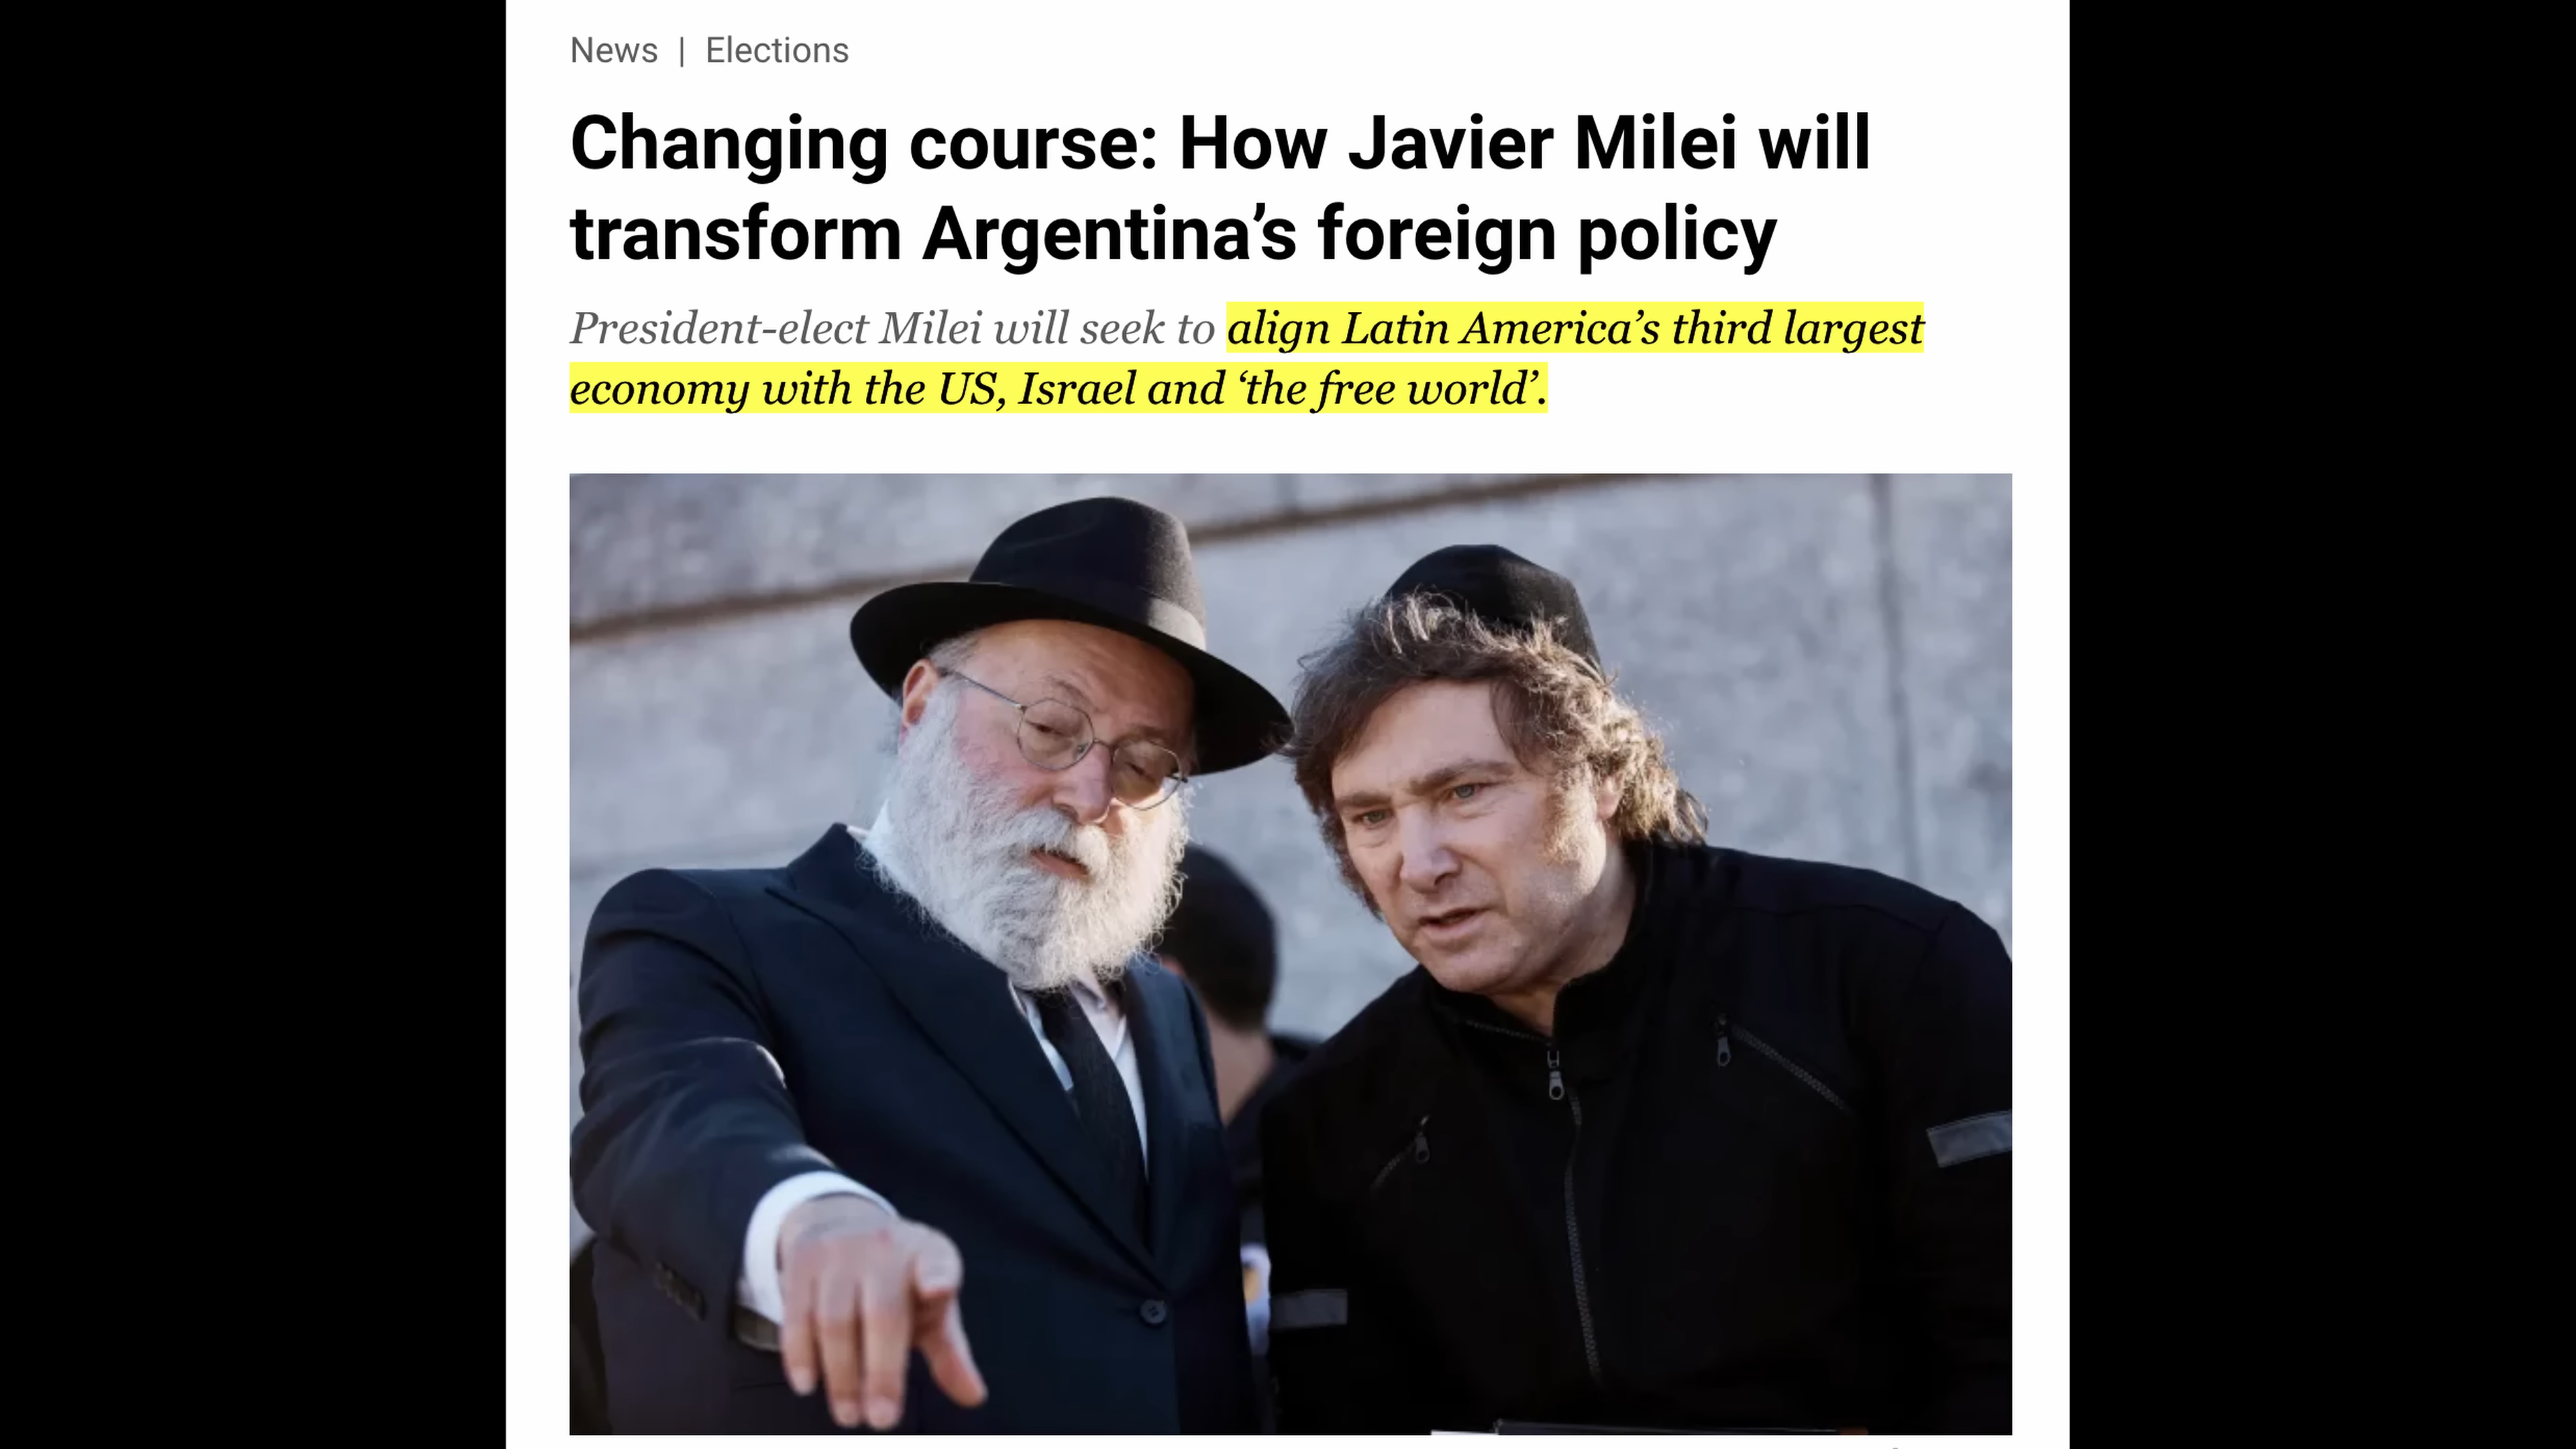 News | Elections
Changing course: How Javier Milei will
transform Argentina’s foreign policy
President-elect Milei will seek to align Latin America’s third largest
economy with the US, Israel and ‘the free world’.